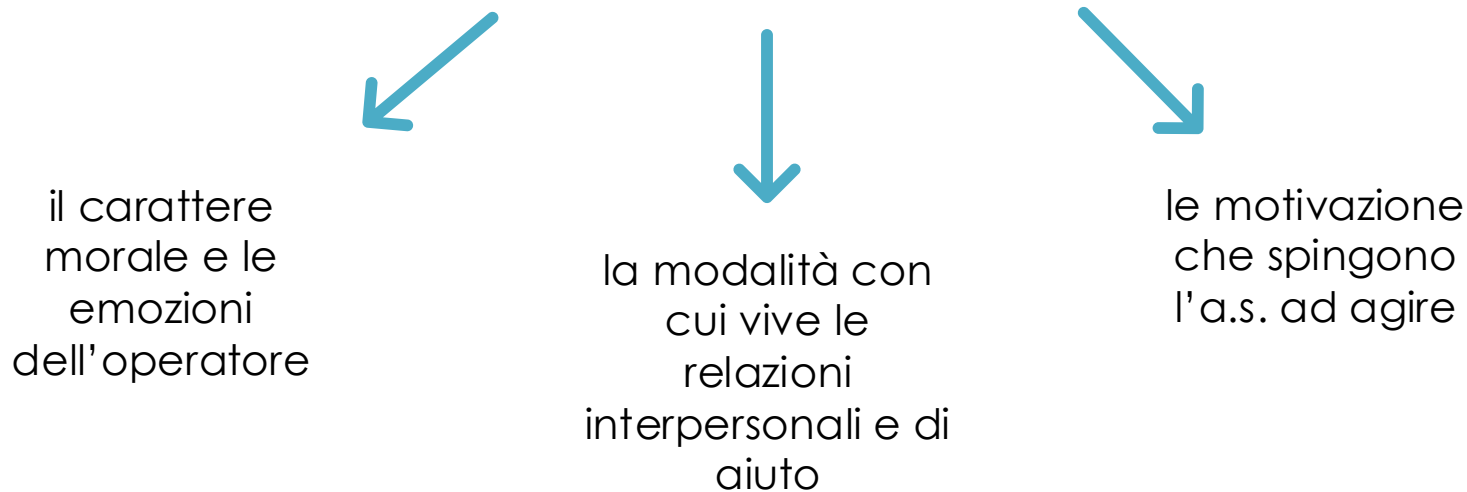 il carattere
morale e le
emozioni
dell’operatore
la modalità con
cui vive le
relazioni
interpersonali e di
aiuto
le motivazione
che spingono
l’a.s. ad agire